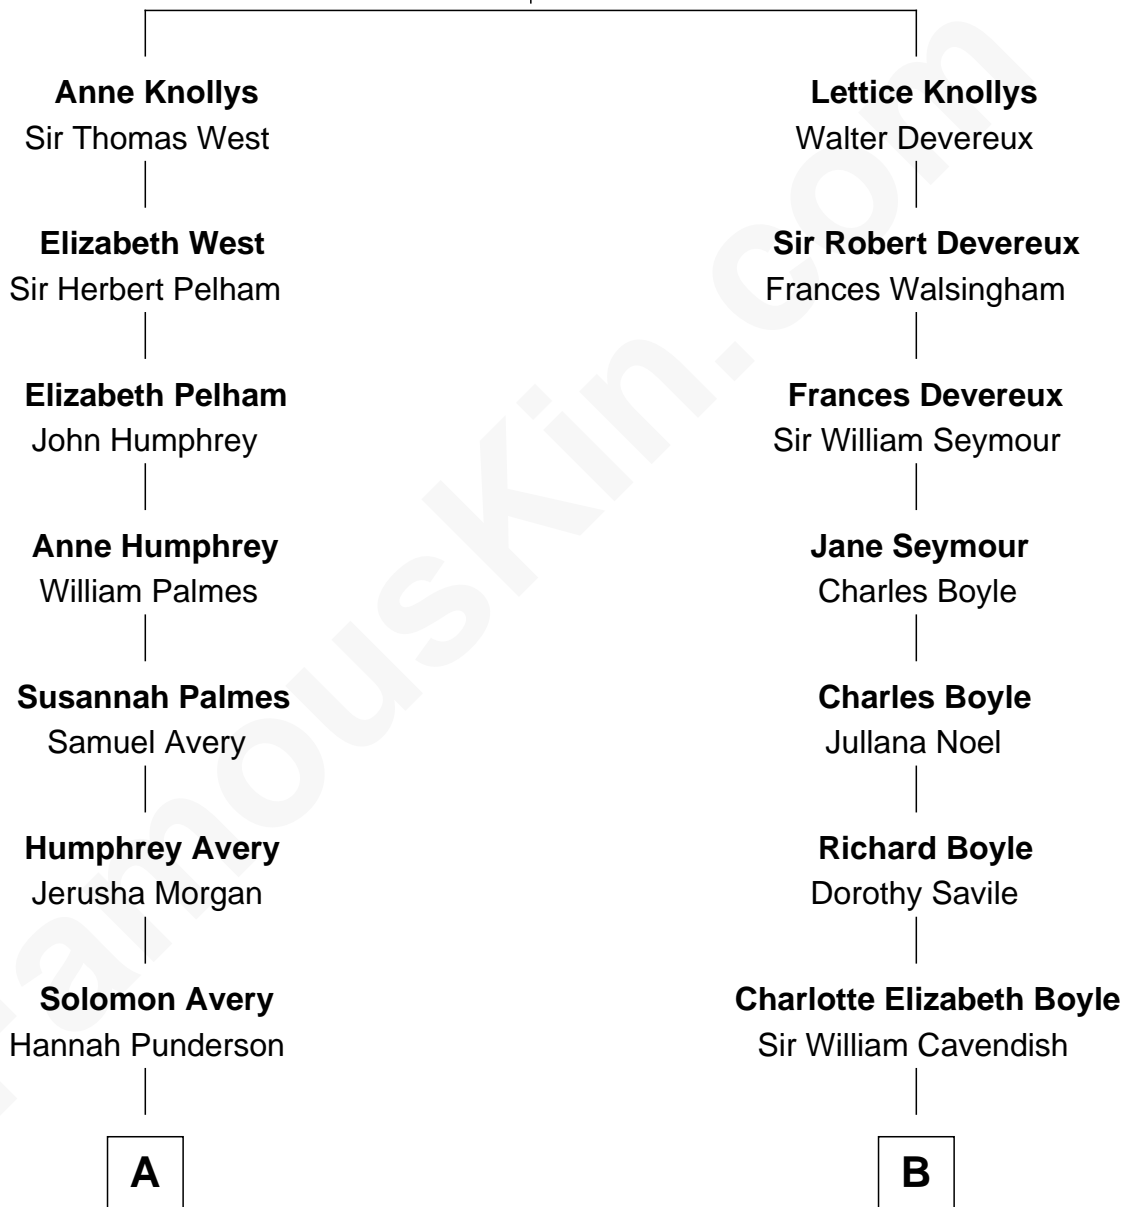 Anne Knollys
Sir Thomas West
Elizabeth West
Sir Herbert Pelham
Elizabeth Pelham
John Humphrey
Anne Humphrey
William Palmes
Susannah Palmes
Samuel Avery
Humphrey Avery
Jerusha Morgan
Solomon Avery
Hannah Punderson
A
Lettice Knollys
Walter Devereux
Sir Robert Devereux
Frances Walsingham
Frances Devereux
Sir William Seymour
Jane Seymour
Charles Boyle
Charles Boyle
Jullana Noel
Richard Boyle
Dorothy Savile
Charlotte Elizabeth Boyle
Sir William Cavendish
B
FamousKin.com